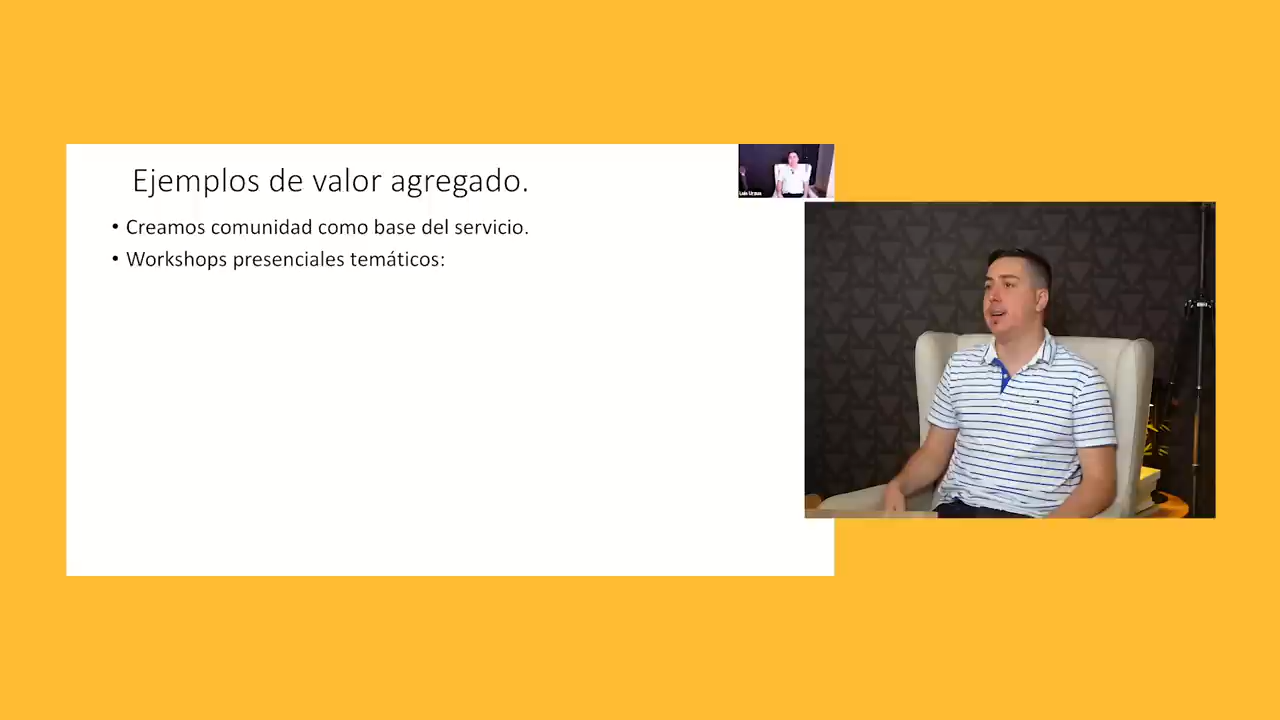 Ejemplos de valor agregado.
• Creamos comunidad como base del servicio.
• Workshops presenciales temáticos: